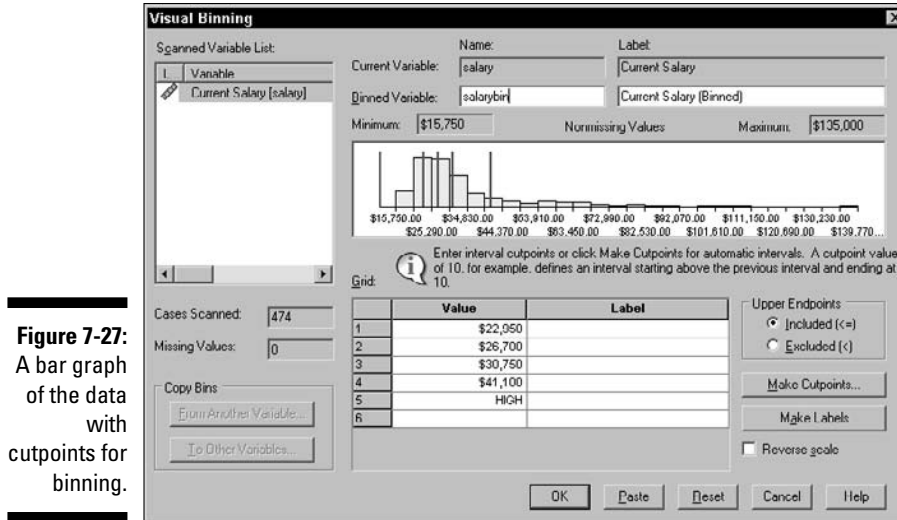 Visual Binning
Scanned Variable List:
I.. Variable
Current Salary [salary]
Cases Scanned: 474
Missing Values: 0
Copy Bins
From Another Variable...
To Other Variables...
Name: Label:
Current Variable: salary Current Salary
Binned Variable: salarybin Current Salary (Binned)
Minimum: $15,750 Nonmissing Values Maximum: $135,000
$15,750.00 $34,830.00 $53,910.00 $72,990.00 $92,070.00 $111,150.00 $130,230.00
$25,290.00 $44,370.00 $63,450.00 $82,530.00 $101,610.00 $120,690.00 $139,770...
Enter interval cutpoints or click Make Cutpoints for automatic intervals. A cutpoint value
of 10, for example, defines an interval starting above the previous interval and ending at
10.
Grid:
Value Label
1 $22,950
2 $26,700
3 $30,750
4 $41,100
5 HIGH
6
Upper Endpoints
Included (<=)
Excluded (<)
Make Cutpoints...
Make Labels
Reverse scale
OK Paste Reset Cancel Help
Figure 7-27:
A bar graph
of the data
with
cutpoints for
binning.